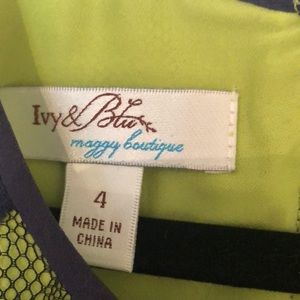 Ivy & Blu
maggy boutique
4
MADE IN
CHINA